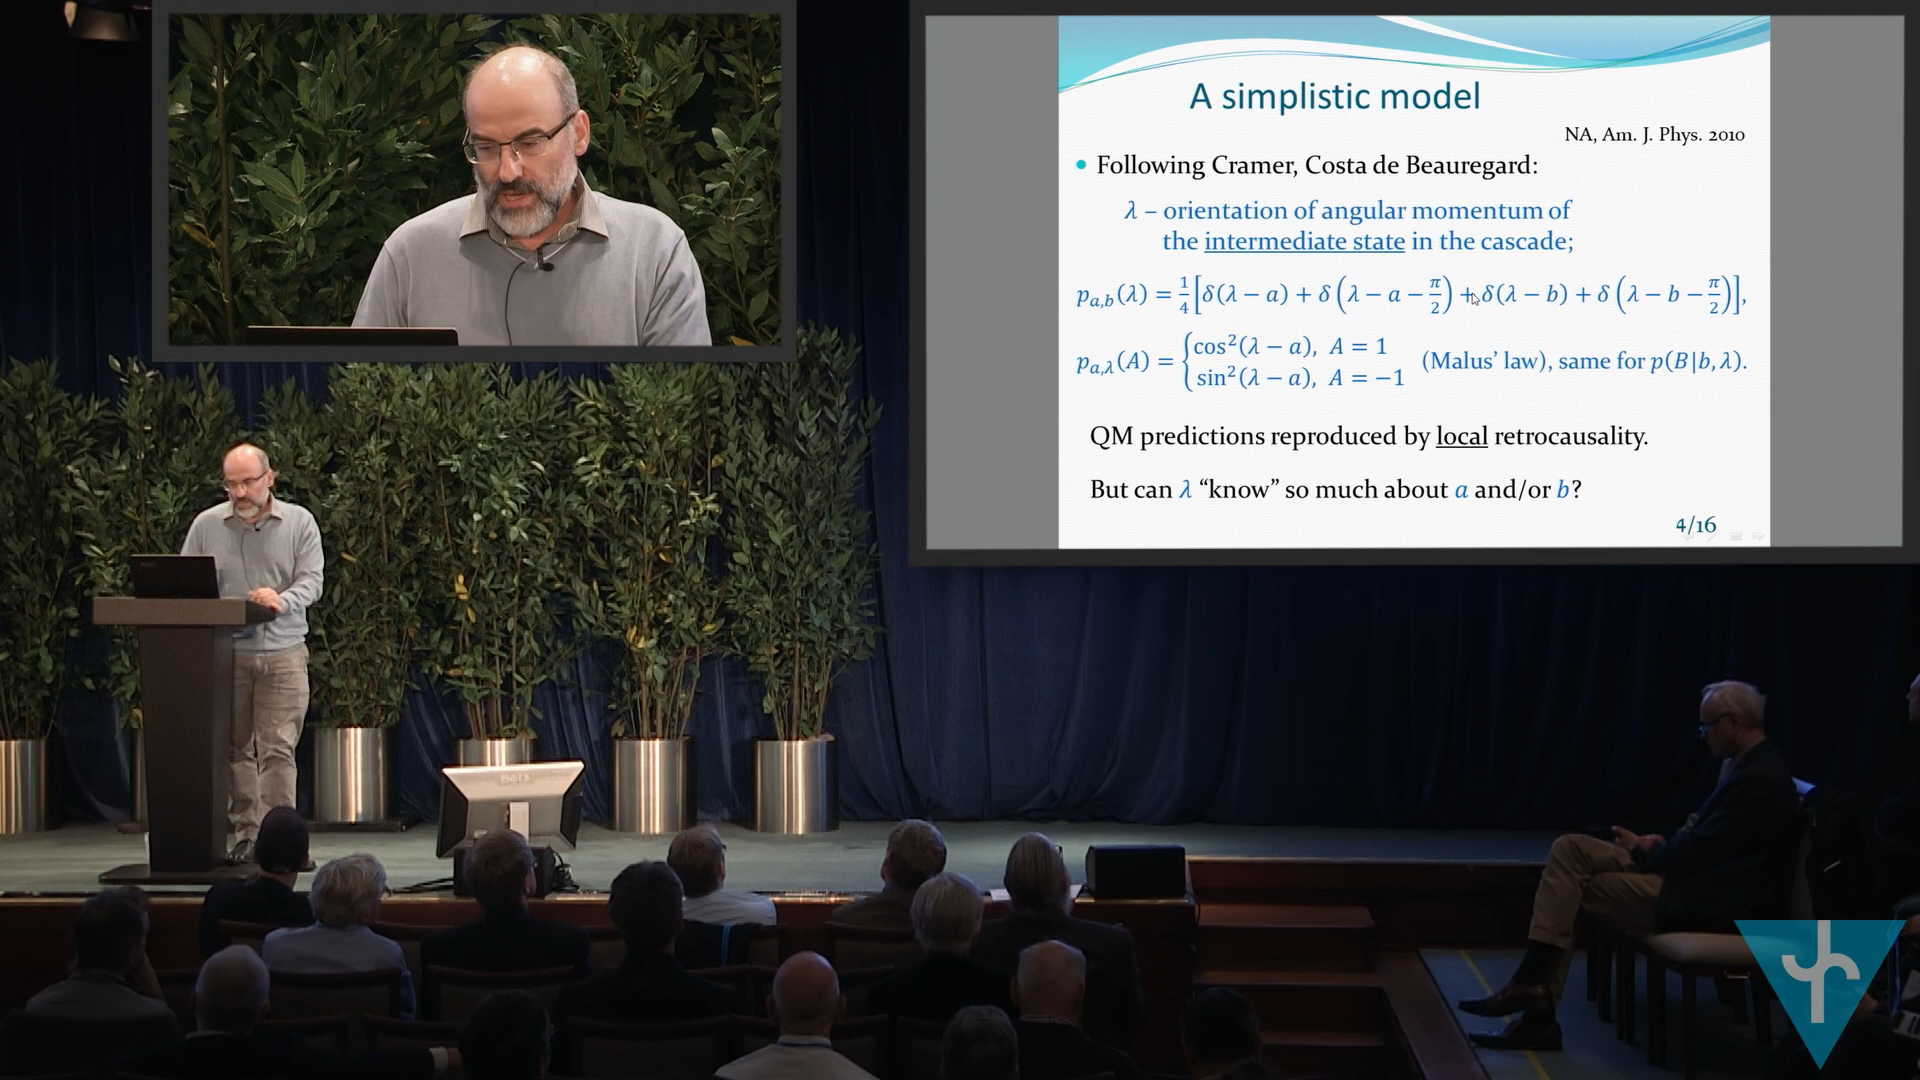 A simplistic model
NA, Am. J. Phys. 2010
• Following Cramer, Costa de Beauregard:
λ – orientation of angular momentum of
the intermediate state in the cascade;
p_{a,b}(λ) = 1/4 [δ(λ − a) + δ(λ − a − π/2) + δ(λ − b) + δ(λ − b − π/2)],
p_{a,λ}(A) = { cos²(λ − a), A = 1
sin²(λ − a), A = −1 (Malus' law), same for p(B|b, λ).
QM predictions reproduced by local retrocausality.
But can λ “know” so much about a and/or b?
4/16
DELL